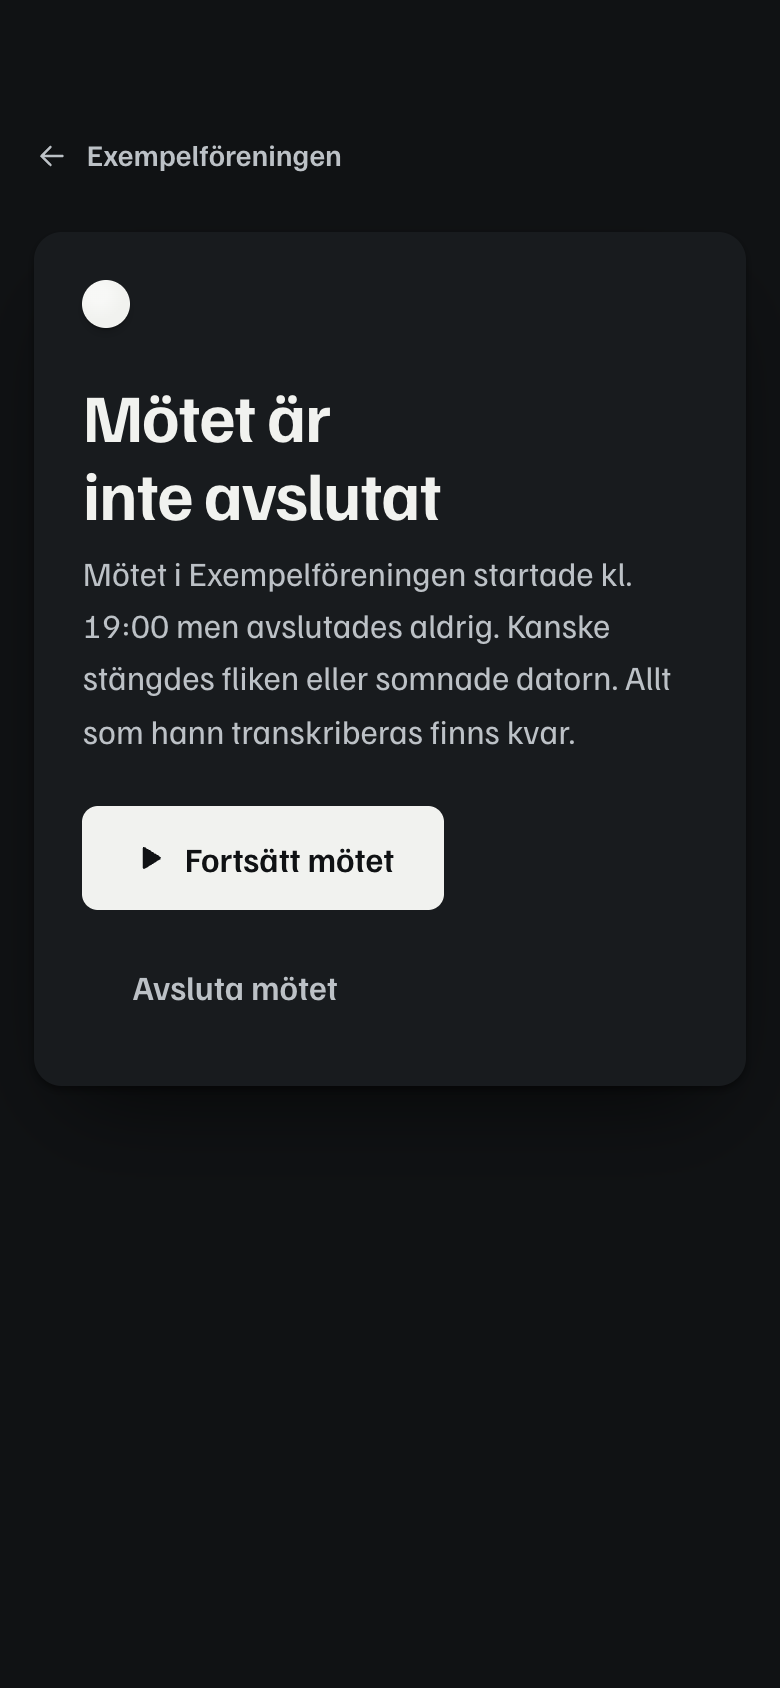 Exempelföreningen
Mötet är
inte avslutat
Mötet i Exempelföreningen startade kl.
19:00 men avslutades aldrig. Kanske
stängdes fliken eller somnade datorn. Allt
som hann transkriberas finns kvar.
Fortsätt mötet
Avsluta mötet